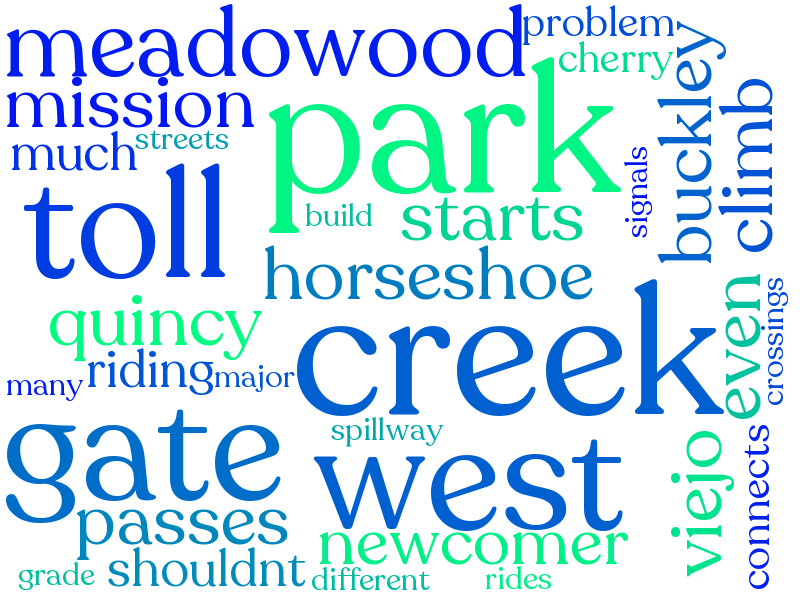 meadowood
problem
cherry
mission
much
streets
park
buckley
climb
signals
toll
build
starts
horseshoe
quincy
creek
even
crossings
riding
major
many
gate
spillway
west
viejo
connects
passes
newcomer
shouldnt
grade
different
rides